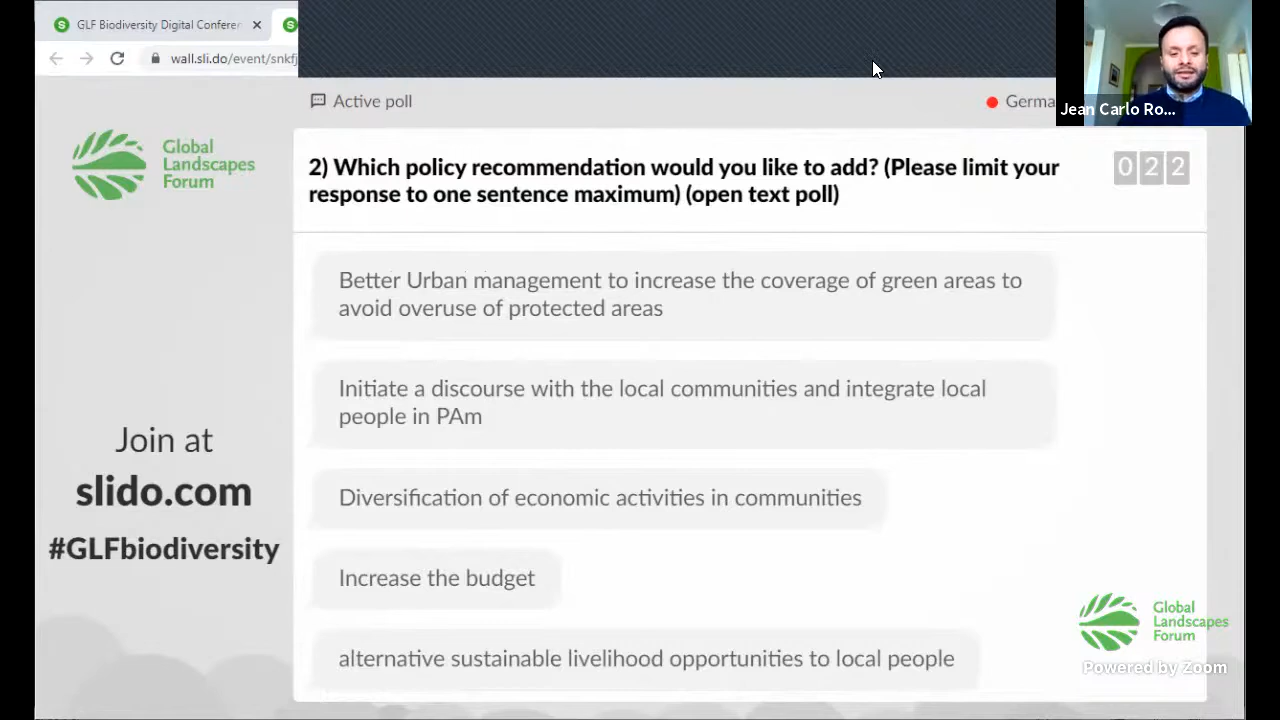 GLF Biodiversity Digital Conferer
wall.sli.do/event/snkfj
Active poll
Germa
Jean Carlo Ro...
Global
Landscapes
Forum
2) Which policy recommendation would you like to add? (Please limit your
response to one sentence maximum) (open text poll)
022
Better Urban management to increase the coverage of green areas to
avoid overuse of protected areas
Initiate a discourse with the local communities and integrate local
people in PAm
Diversification of economic activities in communities
Increase the budget
alternative sustainable livelihood opportunities to local people
Join at
slido.com
#GLFbiodiversity
Global
Landscapes
Forum
Powered by Zoom